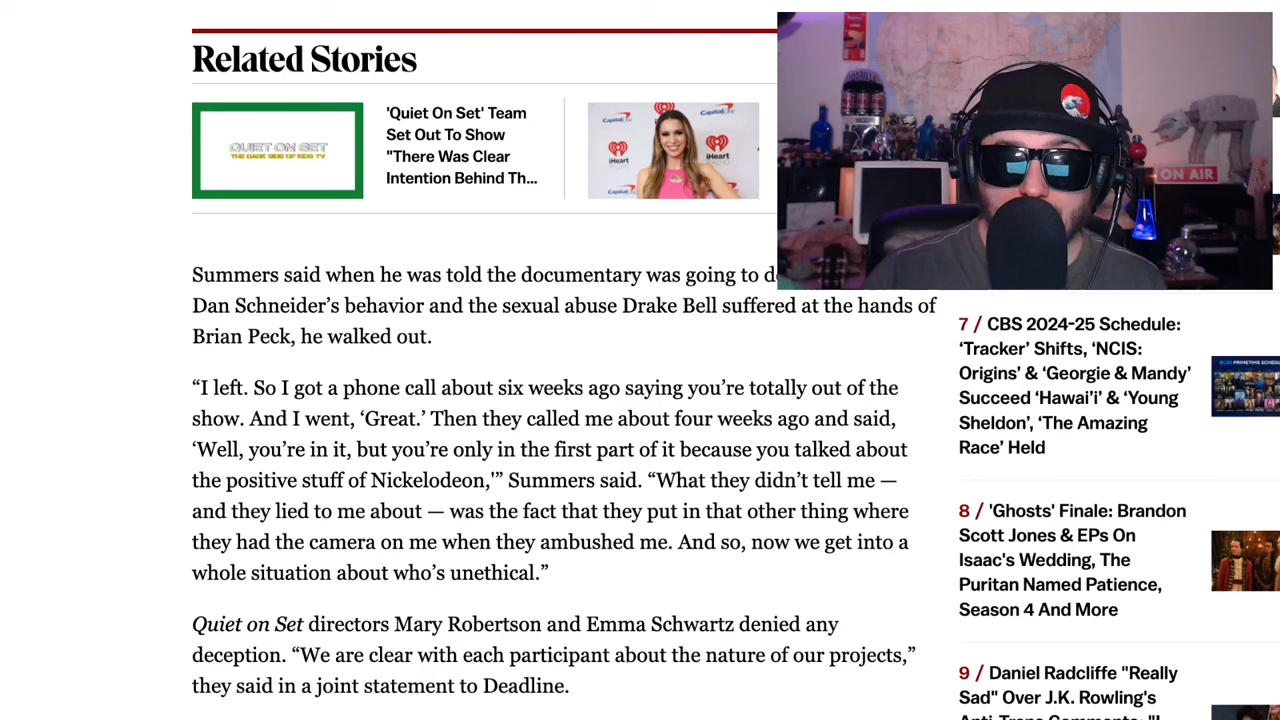 Related Stories
QUIET ON SET
THE DARK SIDE OF KIDS TV
'Quiet On Set' Team
Set Out To Show
"There Was Clear
Intention Behind Th...
iHeart
iHeart
ON AIR
Summers said when he was told the documentary was going to
Dan Schneider’s behavior and the sexual abuse Drake Bell suffered at the hands of
Brian Peck, he walked out.
“I left. So I got a phone call about six weeks ago saying you’re totally out of the
show. And I went, ‘Great.’ Then they called me about four weeks ago and said,
‘Well, you’re in it, but you’re only in the first part of it because you talked about
the positive stuff of Nickelodeon,'” Summers said. “What they didn’t tell me —
and they lied to me about — was the fact that they put in that other thing where
they had the camera on me when they ambushed me. And so, now we get into a
whole situation about who’s unethical.”
Quiet on Set directors Mary Robertson and Emma Schwartz denied any
deception. “We are clear with each participant about the nature of our projects,”
they said in a joint statement to Deadline.
7 / CBS 2024-25 Schedule:
‘Tracker’ Shifts, ‘NCIS:
Origins’ & ‘Georgie & Mandy’
Succeed ‘Hawai’i’ & ‘Young
Sheldon’, ‘The Amazing
Race’ Held
8 / 'Ghosts' Finale: Brandon
Scott Jones & EPs On
Isaac's Wedding, The
Puritan Named Patience,
Season 4 And More
9 / Daniel Radcliffe "Really
Sad" Over J.K. Rowling's
Anti-Trans Comments: "I